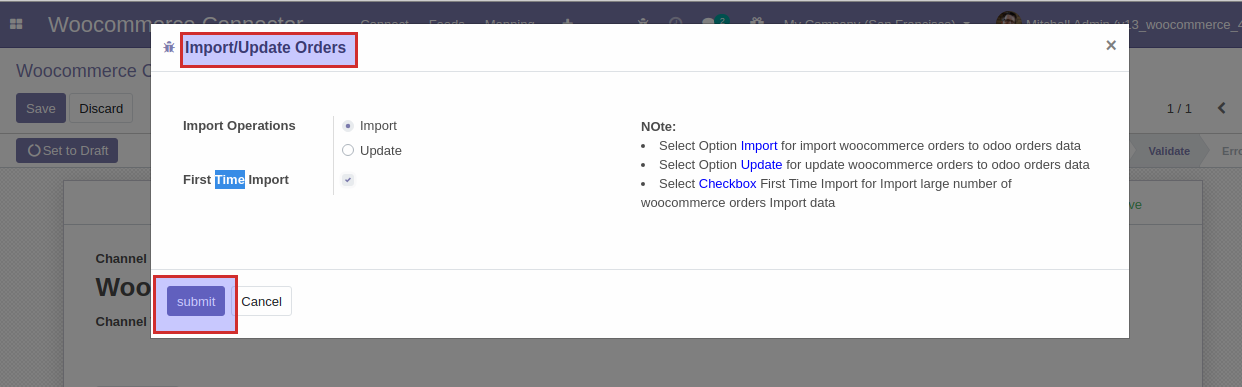 Woocommerce Connector
Connect Feeds Mapping 2 My Company (San Francisco) Mitchell Admin (v13_woocommerce_4
Import/Update Orders ×
Woocommerce C
Save Discard
1 / 1
Set to Draft
Validate Erro
Import Operations
Import
Update
First Time Import
NOte:
• Select Option Import for import woocommerce orders to odoo orders data
• Select Option Update for update woocommerce orders to odoo orders data
• Select Checkbox First Time Import for Import large number of
woocommerce orders Import data
ve
Channel
Woo
Channel
submit Cancel